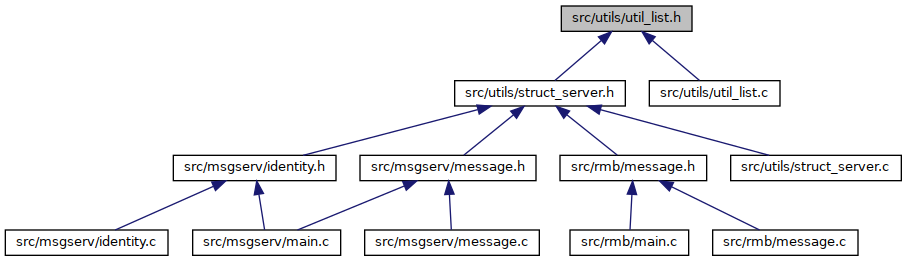 src/utils/util_list.h
src/utils/struct_server.h
src/utils/util_list.c
src/msgserv/identity.h
src/msgserv/message.h
src/rmb/message.h
src/utils/struct_server.c
src/msgserv/identity.c
src/msgserv/main.c
src/msgserv/message.c
src/rmb/main.c
src/rmb/message.c